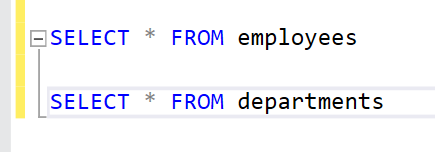 SELECT * FROM employees
SELECT * FROM departments